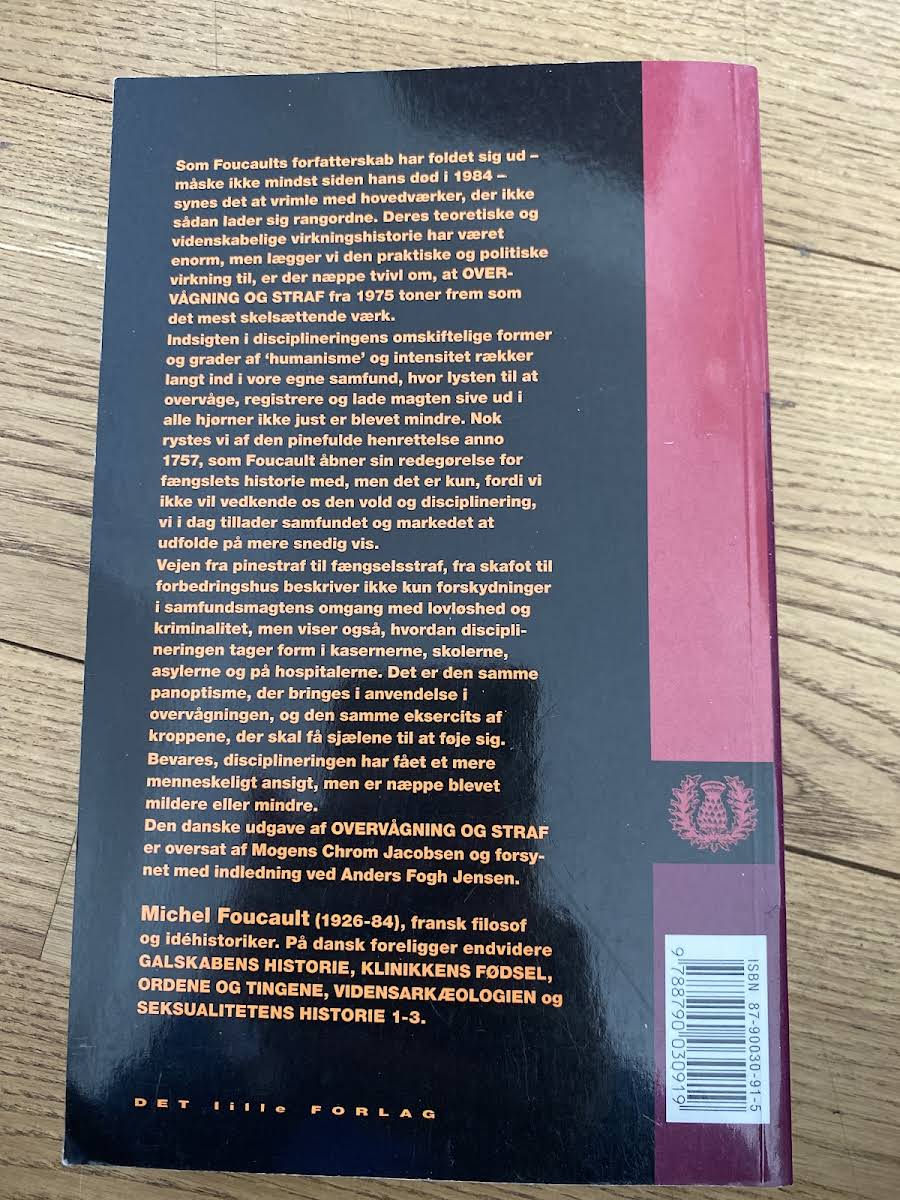 Som Foucaults forfatterskab har foldet sig ud –
måske ikke mindst siden hans død i 1984 –
synes det at vrimle med hovedværker, der ikke
sådan lader sig rangordne. Deres teoretiske og
videnskabelige virkningshistorie har været
enorm, men lægger vi den praktiske og politiske
virkning til, er der næppe tvivl om, at OVER-
VÅGNING OG STRAF fra 1975 toner frem som
det mest skelsættende værk.
Indsigten i disciplineringens omskiftelige former
og grader af ‘humanisme’ og intensitet rækker
langt ind i vore egne samfund, hvor lysten til at
overvåge, registrere og lade magten sive ud i
alle hjørner ikke just er blevet mindre. Nok
rystes vi af den pinefulde henrettelse anno
1757, som Foucault åbner sin redegørelse for
fængslets historie med, men det er kun, fordi vi
ikke vil vedkende os den vold og disciplinering,
vi i dag tillader samfundet og markedet at
udfolde på mere snedig vis.
Vejen fra pinestraf til fængselsstraf, fra skafot til
forbedringshus beskriver ikke kun forskydninger
i samfundsmagtens omgang med lovløshed og
kriminalitet, men viser også, hvordan discipli-
neringen tager form i kasernerne, skolerne,
asylerne og på hospitalerne. Det er den samme
panoptisme, der bringes i anvendelse i
overvågningen, og den samme eksercits af
kroppene, der skal få sjælene til at føje sig.
Bevares, disciplineringen har fået et mere
menneskeligt ansigt, men er næppe blevet
mildere eller mindre.
Den danske udgave af OVERVÅGNING OG STRAF
er oversat af Mogens Chrom Jacobsen og forsy-
net med indledning ved Anders Fogh Jensen.
Michel Foucault (1926-84), fransk filosof
og idéhistoriker. På dansk foreligger endvidere
GALSKABENS HISTORIE, KLINIKKENS FØDSEL,
ORDENE OG TINGENE, VIDENSARKÆOLOGIEN og
SEKSUALITETENS HISTORIE 1-3.
DET lille FORLAG
ISBN 87-90030-91-5
9788790030919